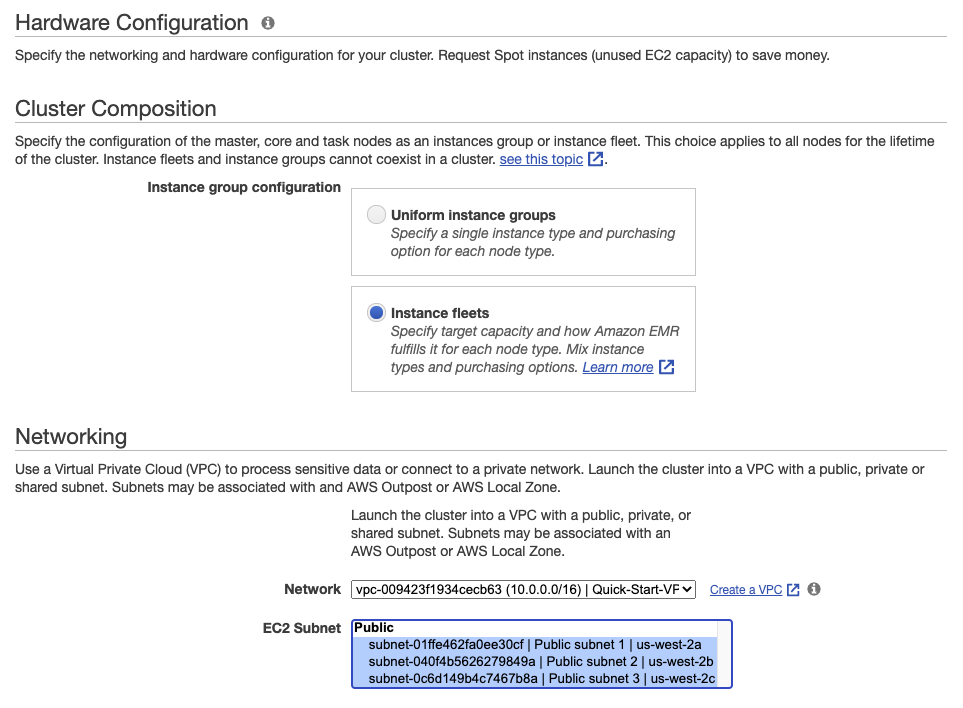 Hardware Configuration
Specify the networking and hardware configuration for your cluster. Request Spot instances (unused EC2 capacity) to save money.
Cluster Composition
Specify the configuration of the master, core and task nodes as an instances group or instance fleet. This choice applies to all nodes for the lifetime
of the cluster. Instance fleets and instance groups cannot coexist in a cluster. see this topic .
Instance group configuration
Uniform instance groups
Specify a single instance type and purchasing
option for each node type.
Instance fleets
Specify target capacity and how Amazon EMR
fulfills it for each node type. Mix instance
types and purchasing options. Learn more
Networking
Use a Virtual Private Cloud (VPC) to process sensitive data or connect to a private network. Launch the cluster into a VPC with a public, private or
shared subnet. Subnets may be associated with and AWS Outpost or AWS Local Zone.
Launch the cluster into a VPC with a public, private, or
shared subnet. Subnets may be associated with an
AWS Outpost or AWS Local Zone.
Network vpc-009423f1934cecb63 (10.0.0.0/16) | Quick-Start-VP Create a VPC
EC2 Subnet Public
subnet-01ffe462fa0ee30cf | Public subnet 1 | us-west-2a
subnet-040f4b5626279849a | Public subnet 2 | us-west-2b
subnet-0c6d149b4c7467b8a | Public subnet 3 | us-west-2c